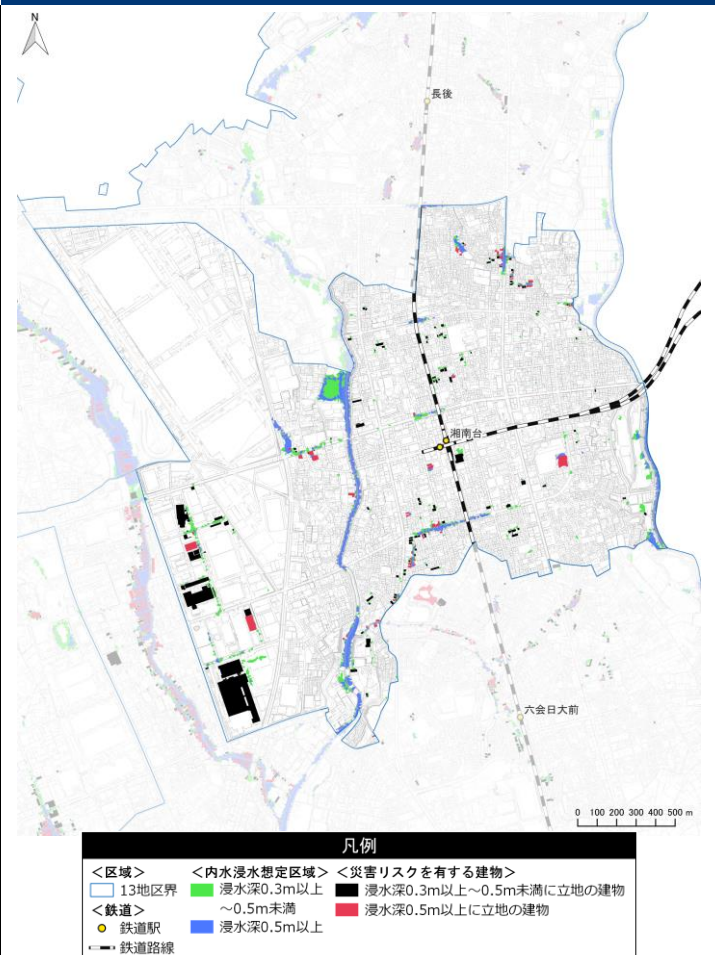 N
長後
湘南台
六会日大前
0 100 200 300 400 500 m
凡例
＜区域＞
13地区界
＜鉄道＞
鉄道駅
鉄道路線
＜内水浸水想定区域＞
浸水深0.3m以上
～0.5m未満
浸水深0.5m以上
＜災害リスクを有する建物＞
浸水深0.3m以上～0.5m未満に立地の建物
浸水深0.5m以上に立地の建物